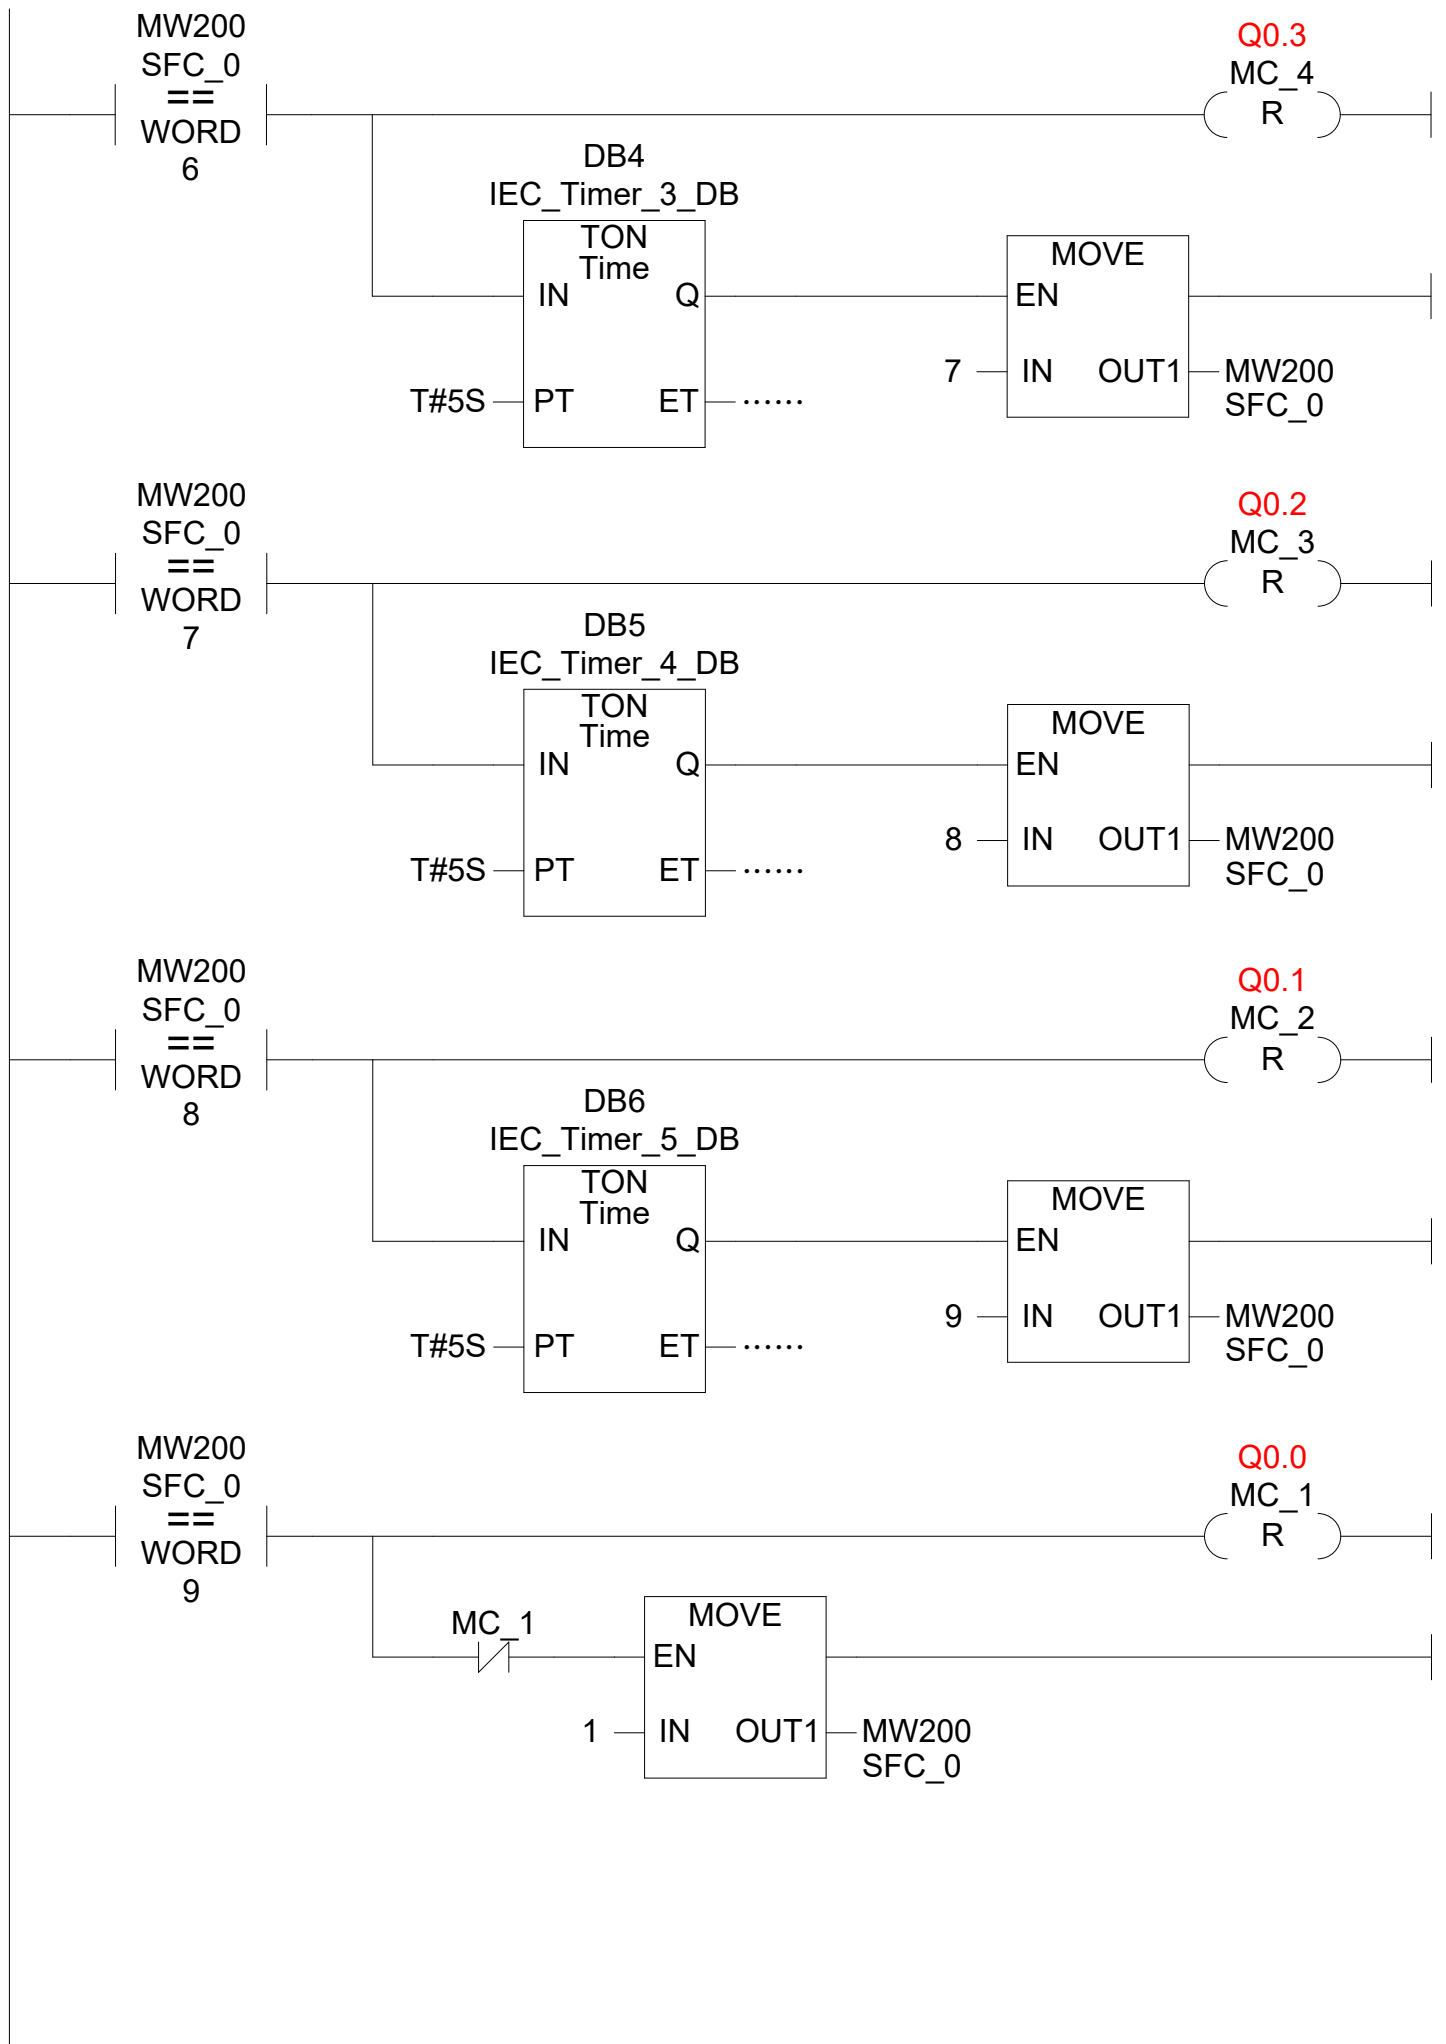 MW200
SFC_0
==
WORD
6
Q0.3
MC_4
R
DB4
IEC_Timer_3_DB
TON
Time
IN Q
T#5S PT ET ......
MOVE
EN
7 IN OUT1 MW200
SFC_0
MW200
SFC_0
==
WORD
7
Q0.2
MC_3
R
DB5
IEC_Timer_4_DB
TON
Time
IN Q
T#5S PT ET ......
MOVE
EN
8 IN OUT1 MW200
SFC_0
MW200
SFC_0
==
WORD
8
Q0.1
MC_2
R
DB6
IEC_Timer_5_DB
TON
Time
IN Q
T#5S PT ET ......
MOVE
EN
9 IN OUT1 MW200
SFC_0
MW200
SFC_0
==
WORD
9
Q0.0
MC_1
R
MC_1
MOVE
EN
1 IN OUT1 MW200
SFC_0